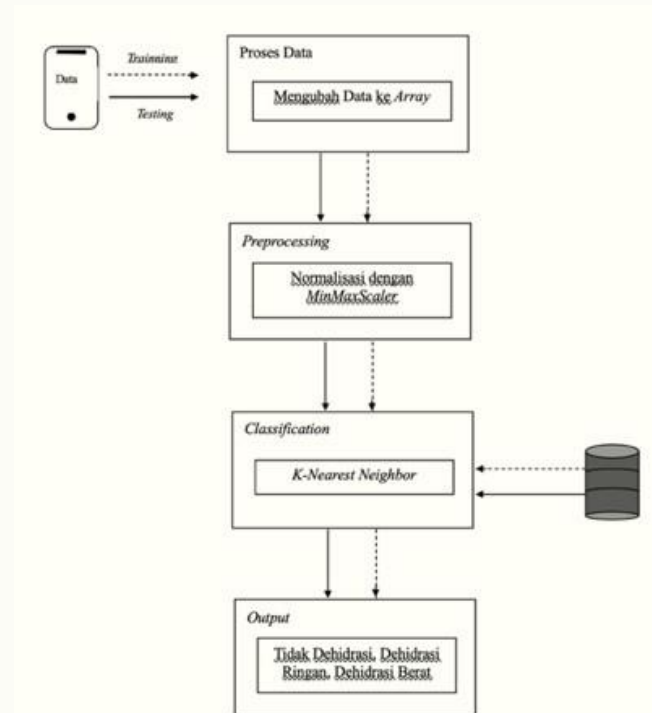 Data
Trainnina
Testing
Proses Data
Mengubah Data ke Array
Preprocessing
Normalisasi dengan
MinMaxScaler
Classification
K-Nearest Neighbor
Output
Tidak Dehidrasi, Dehidrasi
Ringan, Dehidrasi Berat